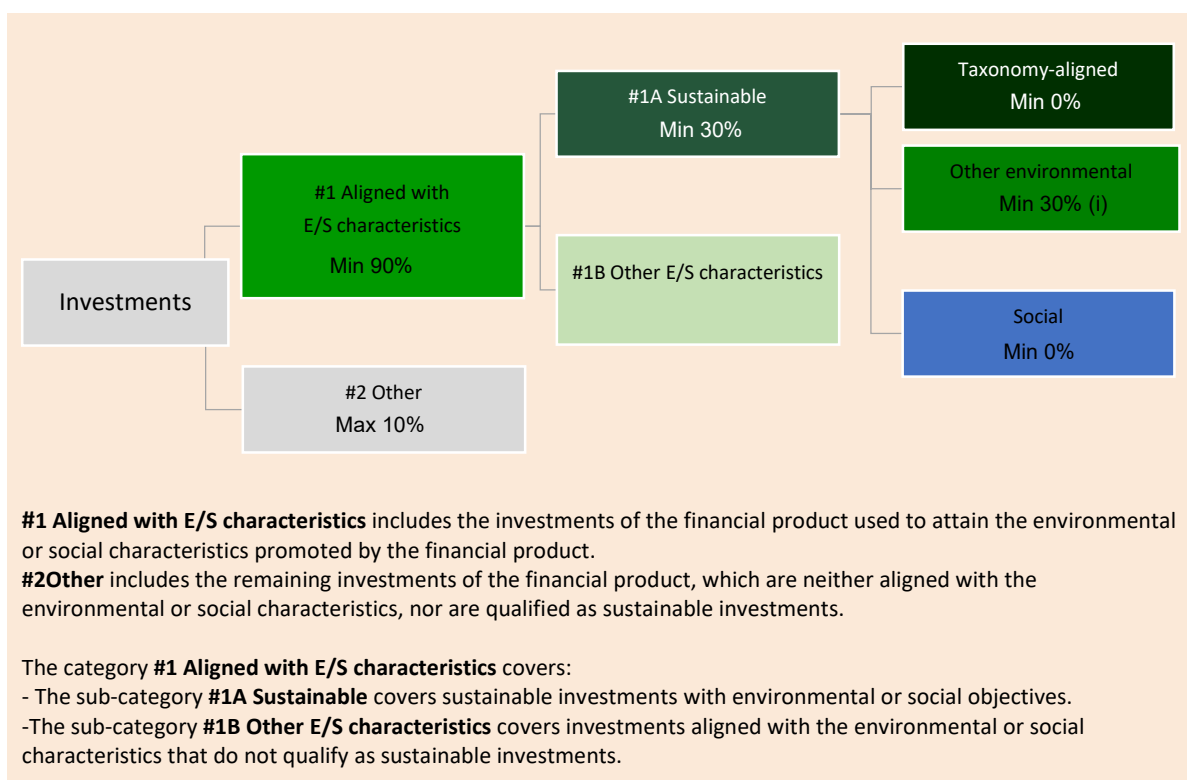 Investments
#1 Aligned with
E/S characteristics
Min 90%
#2 Other
Max 10%
#1A Sustainable
Min 30%
#1B Other E/S characteristics
Taxonomy-aligned
Min 0%
Other environmental
Min 30% (i)
Social
Min 0%
#1 Aligned with E/S characteristics includes the investments of the financial product used to attain the environmental
or social characteristics promoted by the financial product.
#2Other includes the remaining investments of the financial product, which are neither aligned with the
environmental or social characteristics, nor are qualified as sustainable investments.
The category #1 Aligned with E/S characteristics covers:
- The sub-category #1A Sustainable covers sustainable investments with environmental or social objectives.
-The sub-category #1B Other E/S characteristics covers investments aligned with the environmental or social
characteristics that do not qualify as sustainable investments.